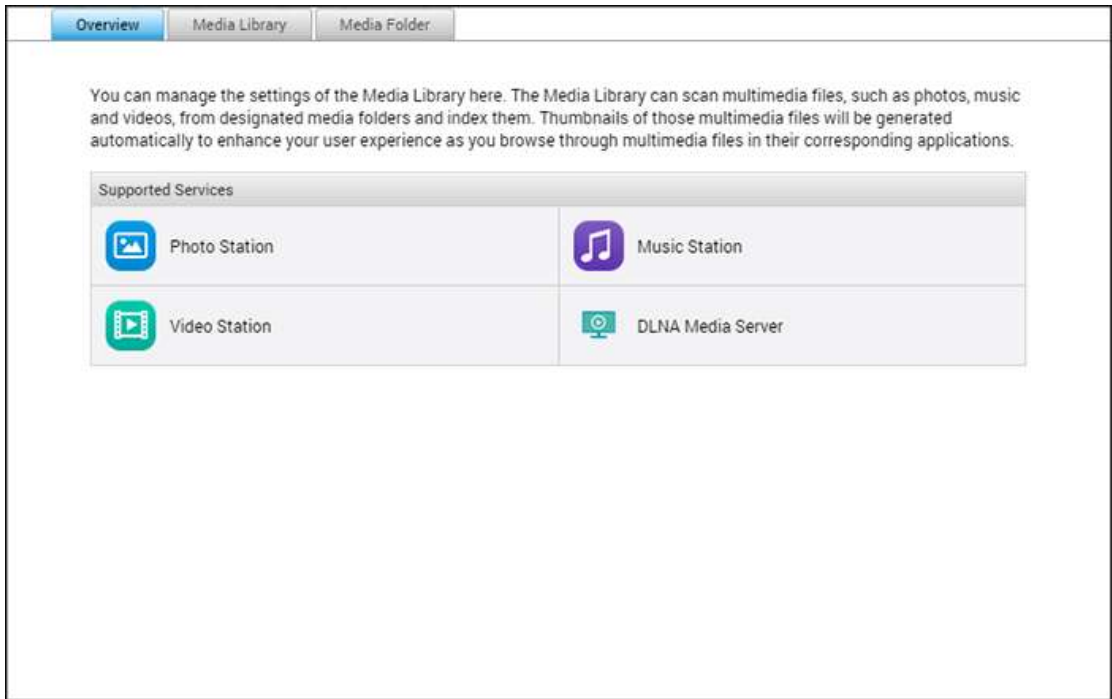 Overview Media Library Media Folder
You can manage the settings of the Media Library here. The Media Library can scan multimedia files, such as photos, music
and videos, from designated media folders and index them. Thumbnails of those multimedia files will be generated
automatically to enhance your user experience as you browse through multimedia files in their corresponding applications.
Supported Services
Photo Station Music Station
Video Station DLNA Media Server